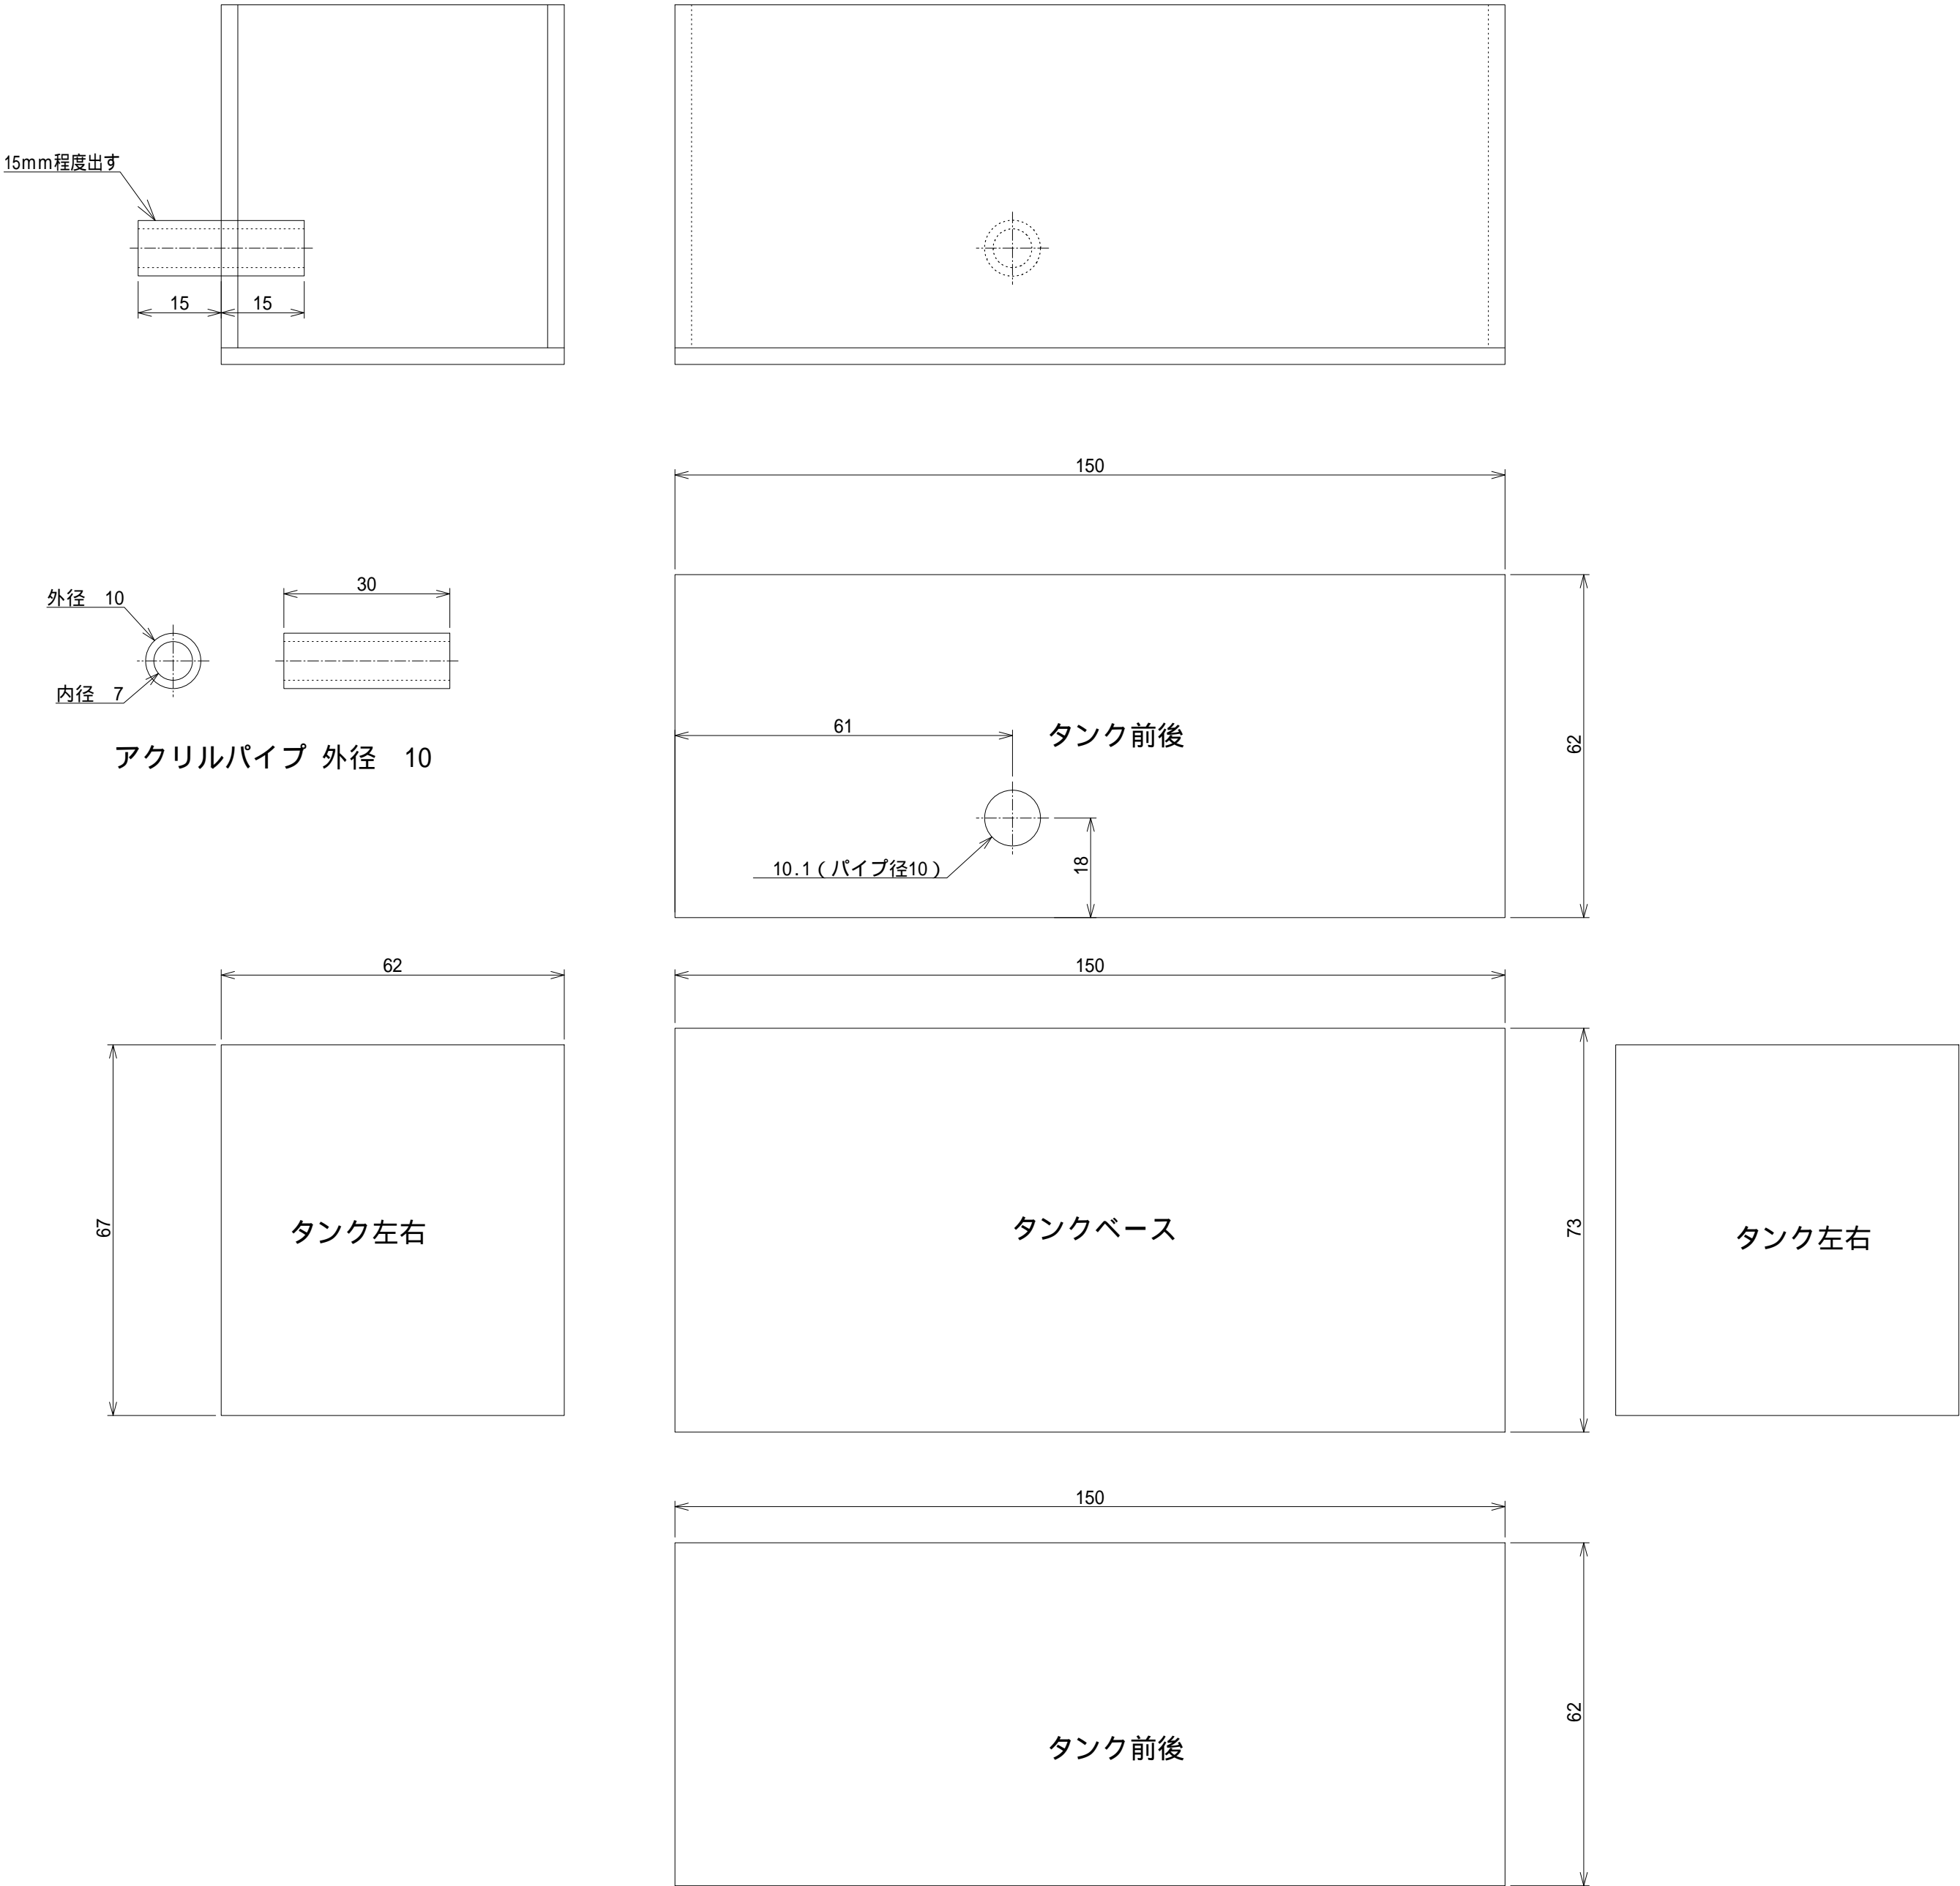 15mm程度出す
15
15
150
外径 10
30
内径 7
アクリルパイプ 外径 10
61
タンク前後
62
10.1(パイプ径10)
18
62
150
67
タンク左右
タンクベース
73
タンク左右
150
タンク前後
62